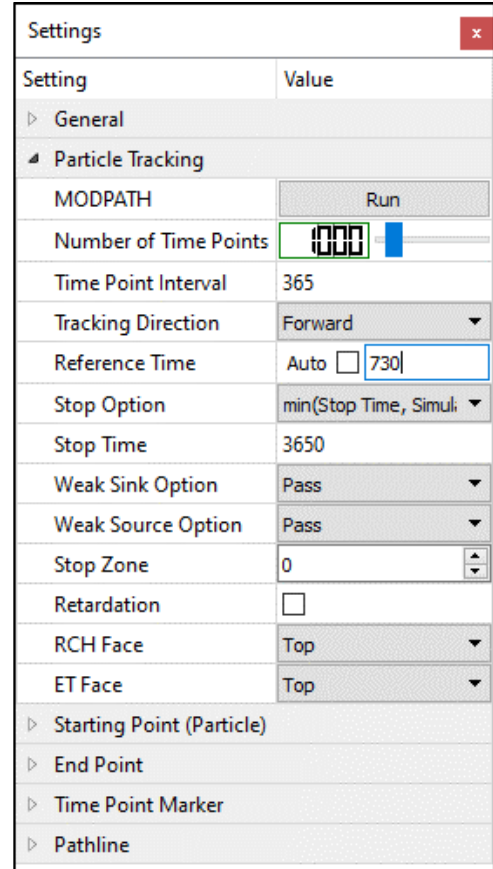 Settings x
Setting Value
General
Particle Tracking
MODPATH Run
Number of Time Points 1000
Time Point Interval 365
Tracking Direction Forward
Reference Time Auto 730
Stop Option min(Stop Time, Simul
Stop Time 3650
Weak Sink Option Pass
Weak Source Option Pass
Stop Zone 0
Retardation
RCH Face Top
ET Face Top
Starting Point (Particle)
End Point
Time Point Marker
Pathline